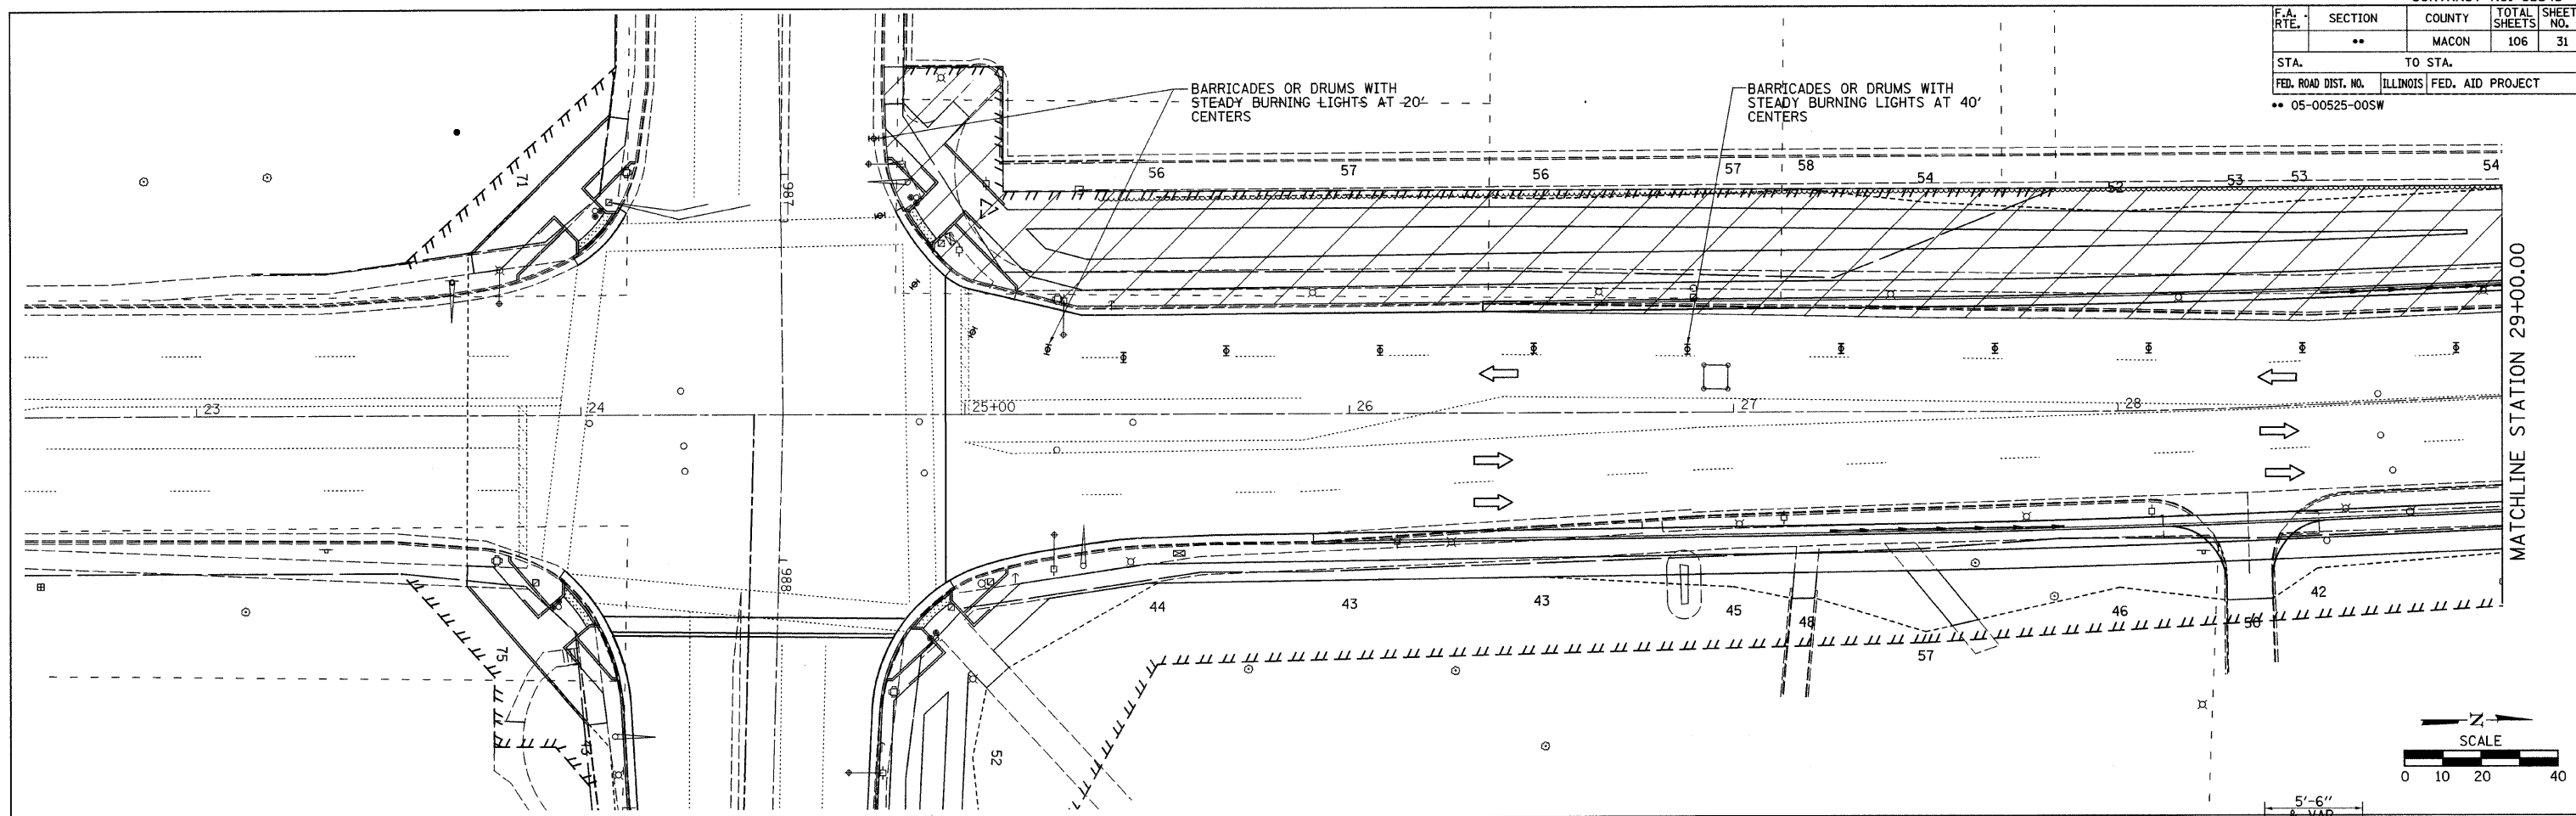 F.A. RTE. SECTION COUNTY TOTAL SHEETS SHEET NO.
•• MACON 106 31
STA. TO STA.
FED. ROAD DIST. NO. ILLINOIS FED. AID PROJECT
•• 05-00525-00SW
BARRICADES OR DRUMS WITH
STEADY BURNING LIGHTS AT 20'
CENTERS
BARRICADES OR DRUMS WITH
STEADY BURNING LIGHTS AT 40'
CENTERS
71
987
56
57
56
57
58
54
52
53
53
54
23
24
25+00
26
27
28
MATCHLINE STATION 29+00.00
988
75
43
52
44
43
43
45
48
57
46
50
42
N
SCALE
0 10 20 40
5'-6"
& VAR